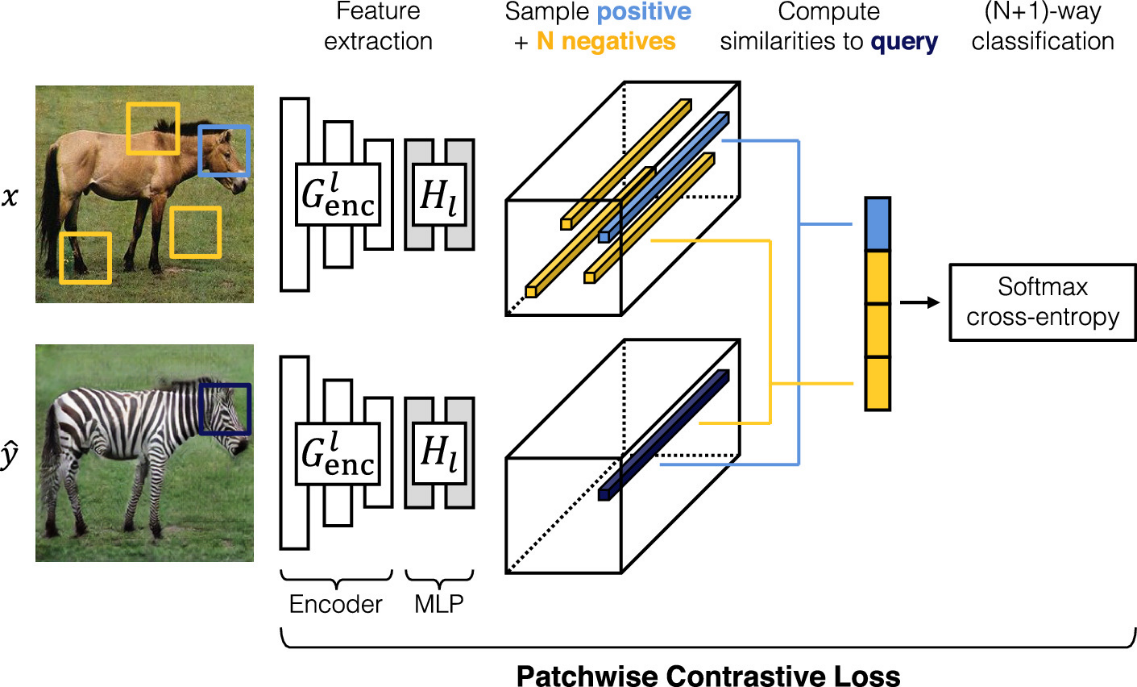 Feature
extraction
Sample positive
+ N negatives
Compute
similarities to query
(N+1)-way
classification
x
G^l_enc
H_l
Softmax
cross-entropy
ŷ
G^l_enc
H_l
Encoder
MLP
Patchwise Contrastive Loss